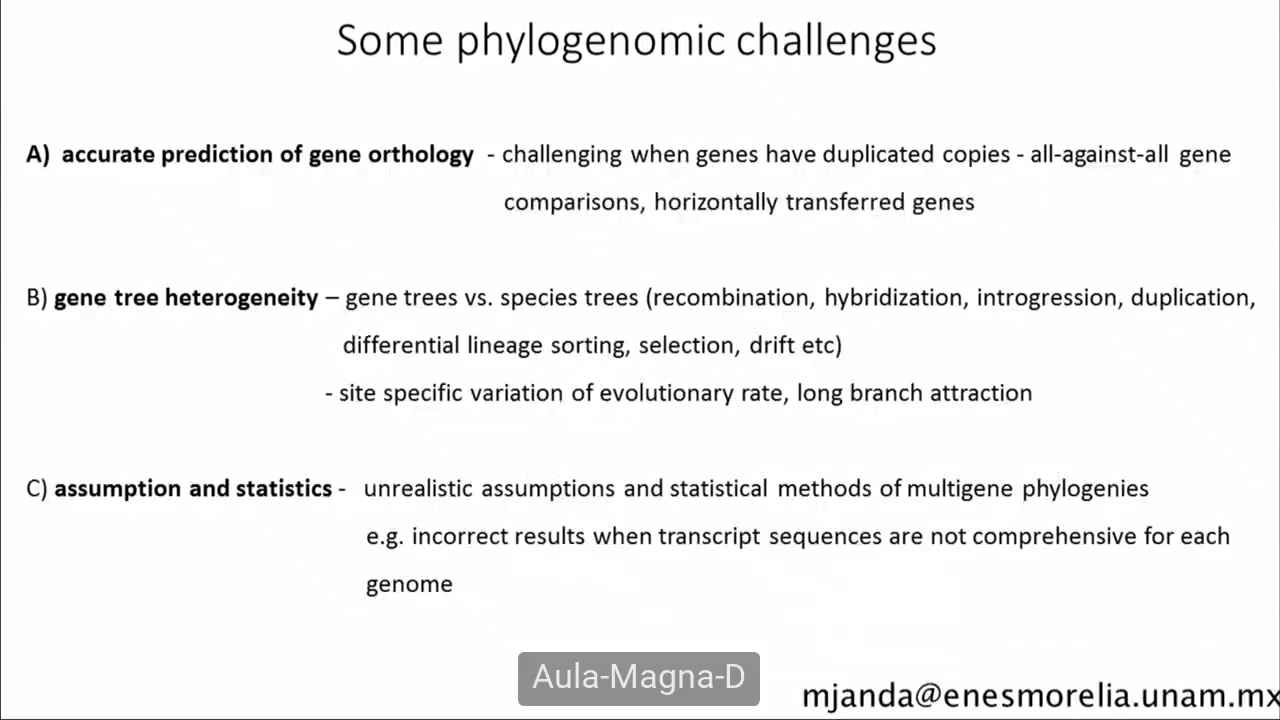 Some phylogenomic challenges
A) accurate prediction of gene orthology - challenging when genes have duplicated copies - all-against-all gene
comparisons, horizontally transferred genes
B) gene tree heterogeneity – gene trees vs. species trees (recombination, hybridization, introgression, duplication,
differential lineage sorting, selection, drift etc)
- site specific variation of evolutionary rate, long branch attraction
C) assumption and statistics - unrealistic assumptions and statistical methods of multigene phylogenies
e.g. incorrect results when transcript sequences are not comprehensive for each
genome
Aula-Magna-D
mjanda@enesmorelia.unam.mx